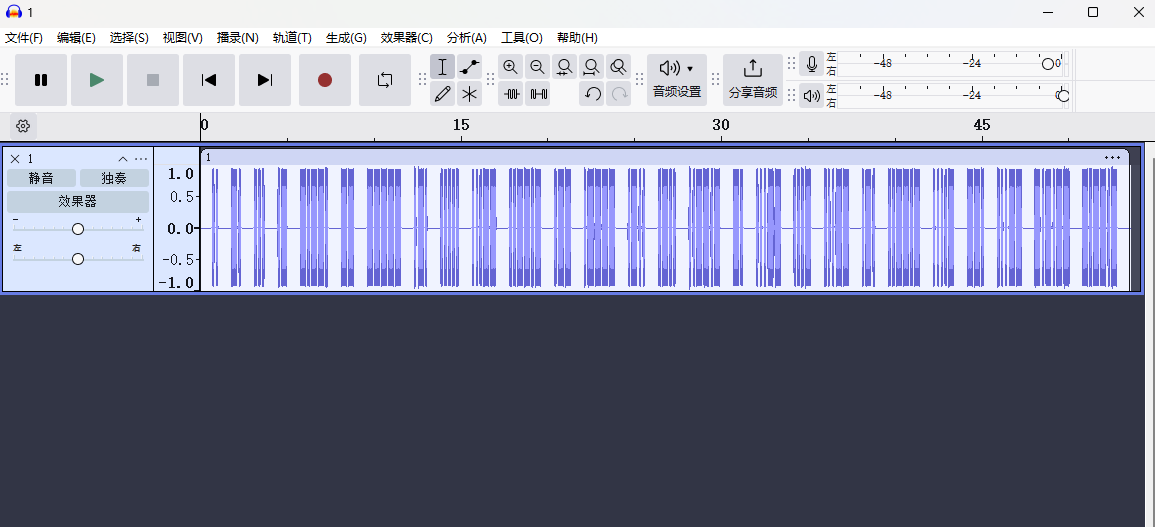 1
文件(F) 编辑(E) 选择(S) 视图(V) 播录(N) 轨道(T) 生成(G) 效果器(C) 分析(A) 工具(O) 帮助(H)
音频设置
分享音频
左
右
-48 -24 0
左
右
-48 -24 0
0 15 30 45
1
静音 独奏
效果器
- +
左 右
1.0
0.5
0.0
-0.5
-1.0
1